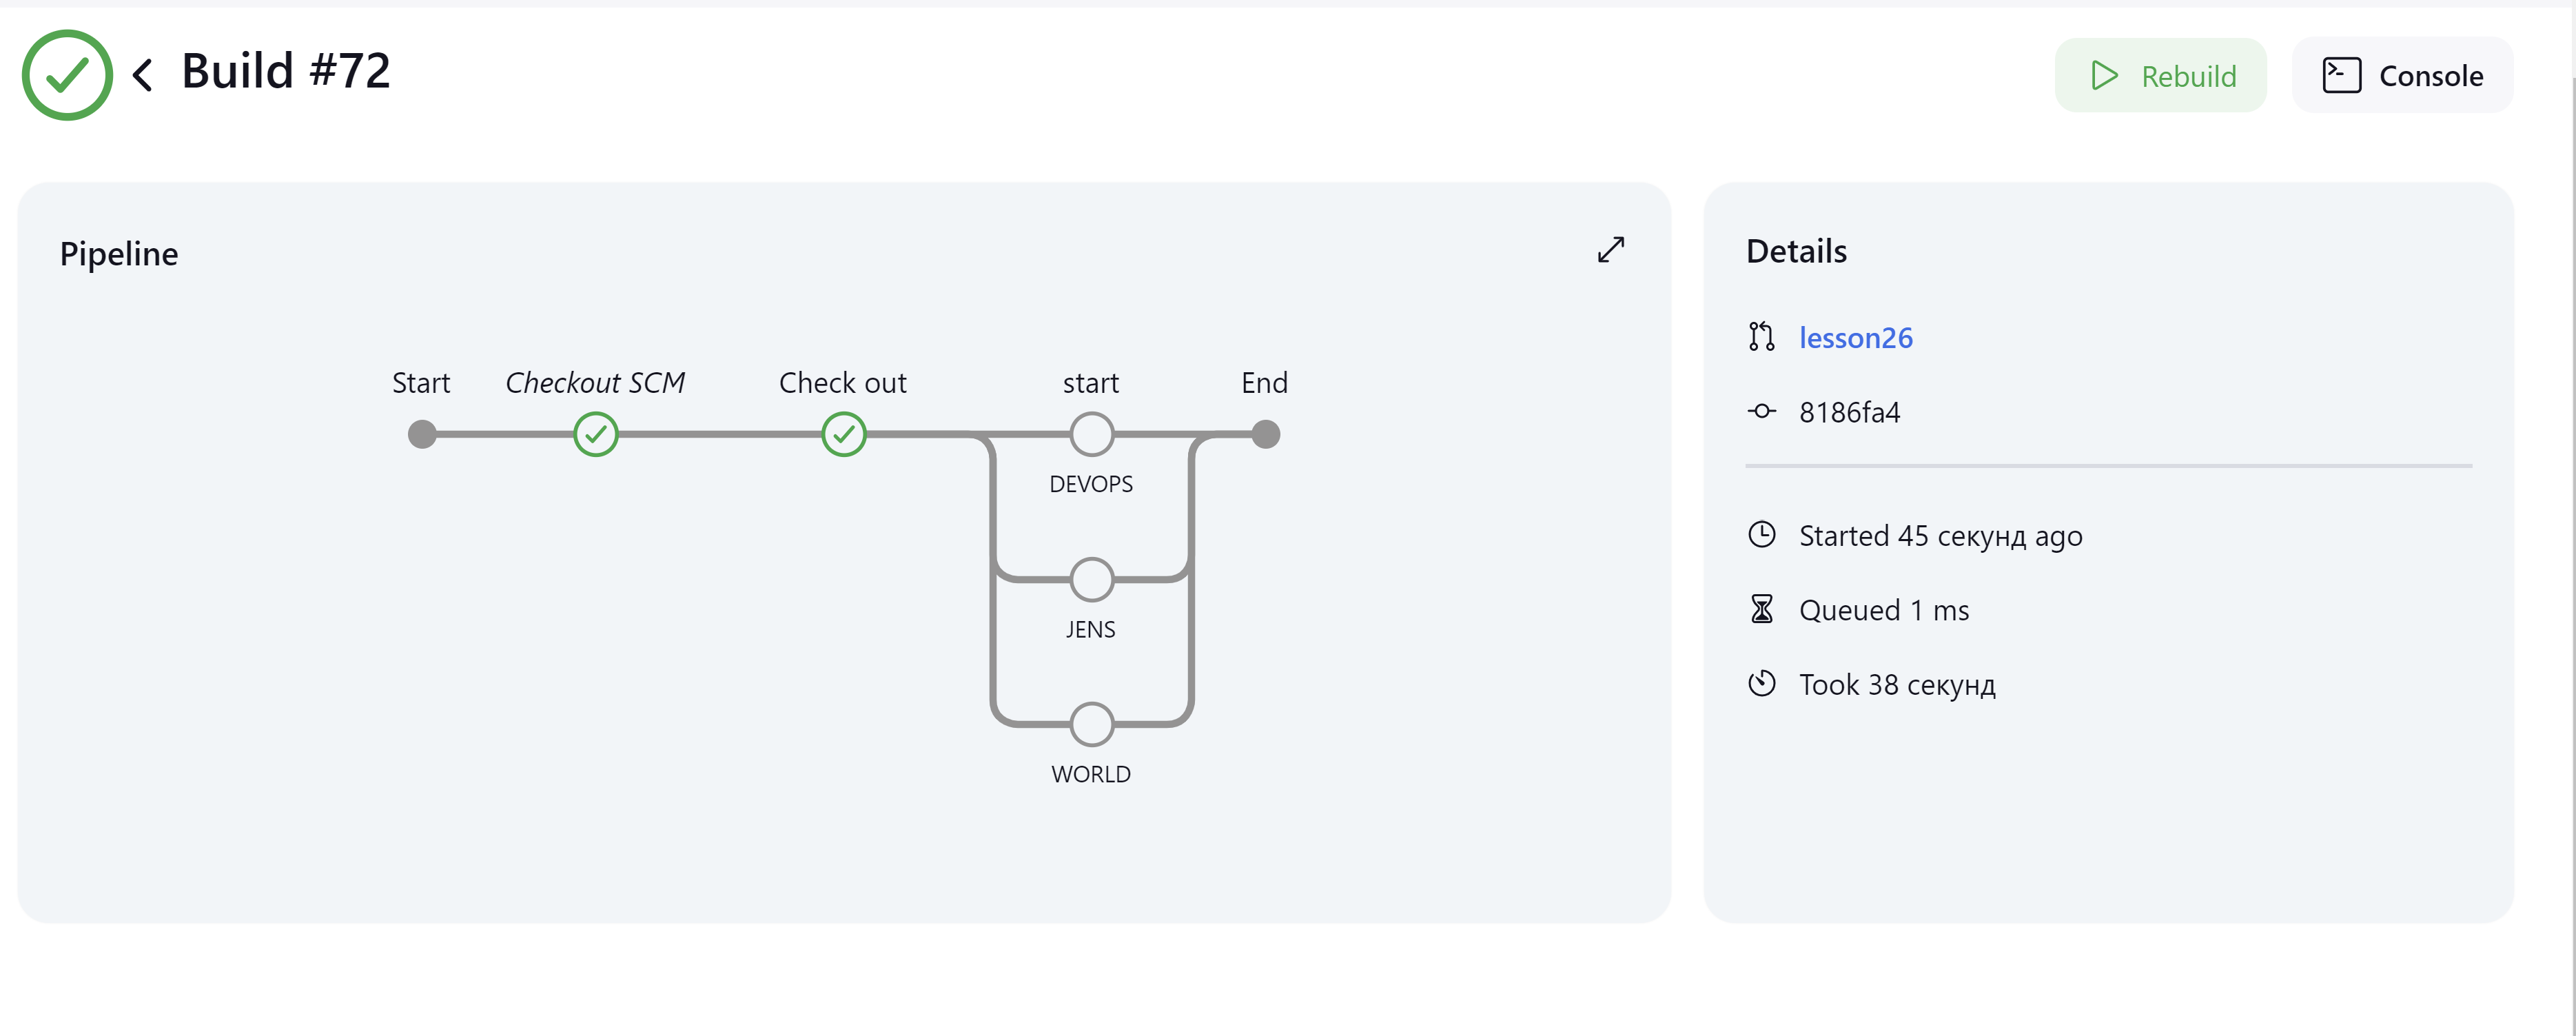 Build #72
Rebuild
Console
Pipeline
Start
Checkout SCM
Check out
start
End
DEVOPS
JENS
WORLD
Details
lesson26
8186fa4
Started 45 секунд ago
Queued 1 ms
Took 38 секунд